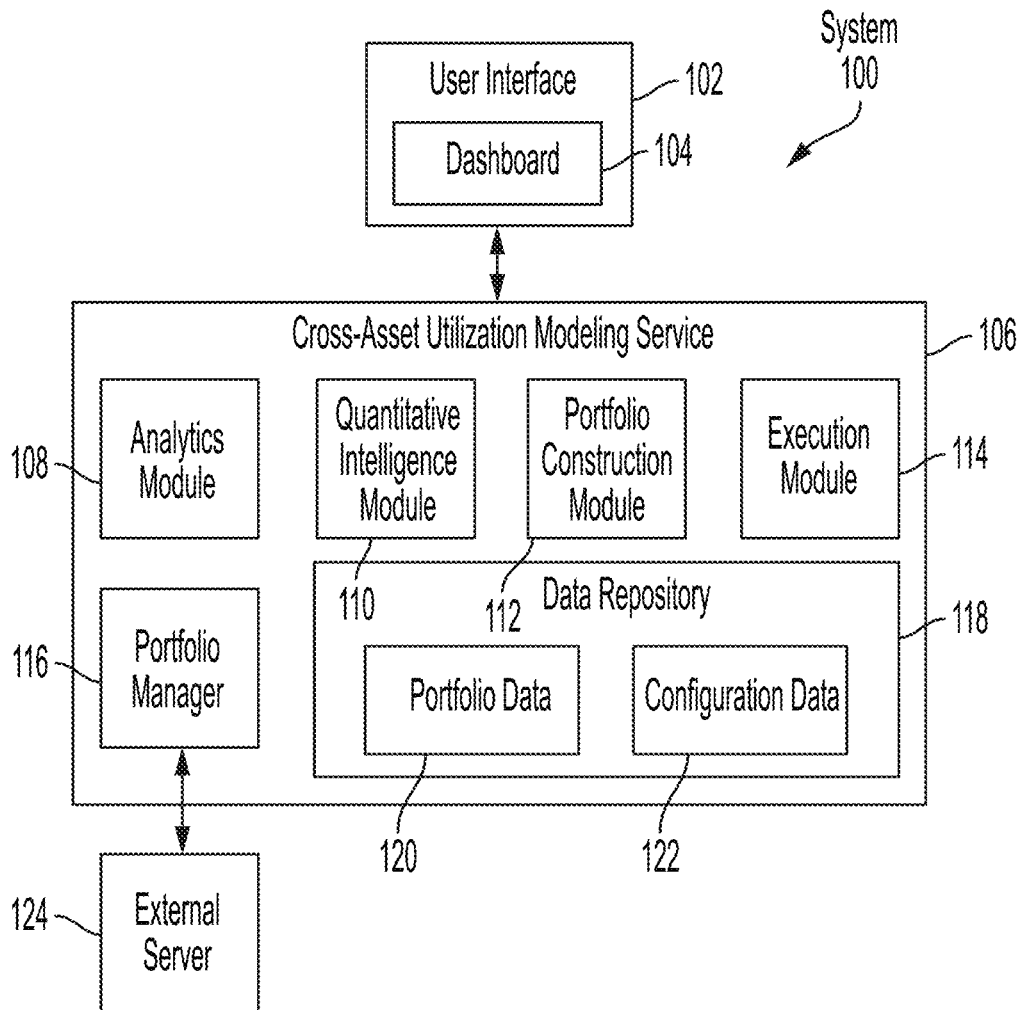 System
100
User Interface
102
Dashboard
104
Cross-Asset Utilization Modeling Service
106
Analytics
Module
108
Quantitative
Intelligence
Module
110
Portfolio
Construction
Module
112
Execution
Module
114
Portfolio
Manager
116
Data Repository
118
Portfolio Data
120
Configuration Data
122
External
Server
124